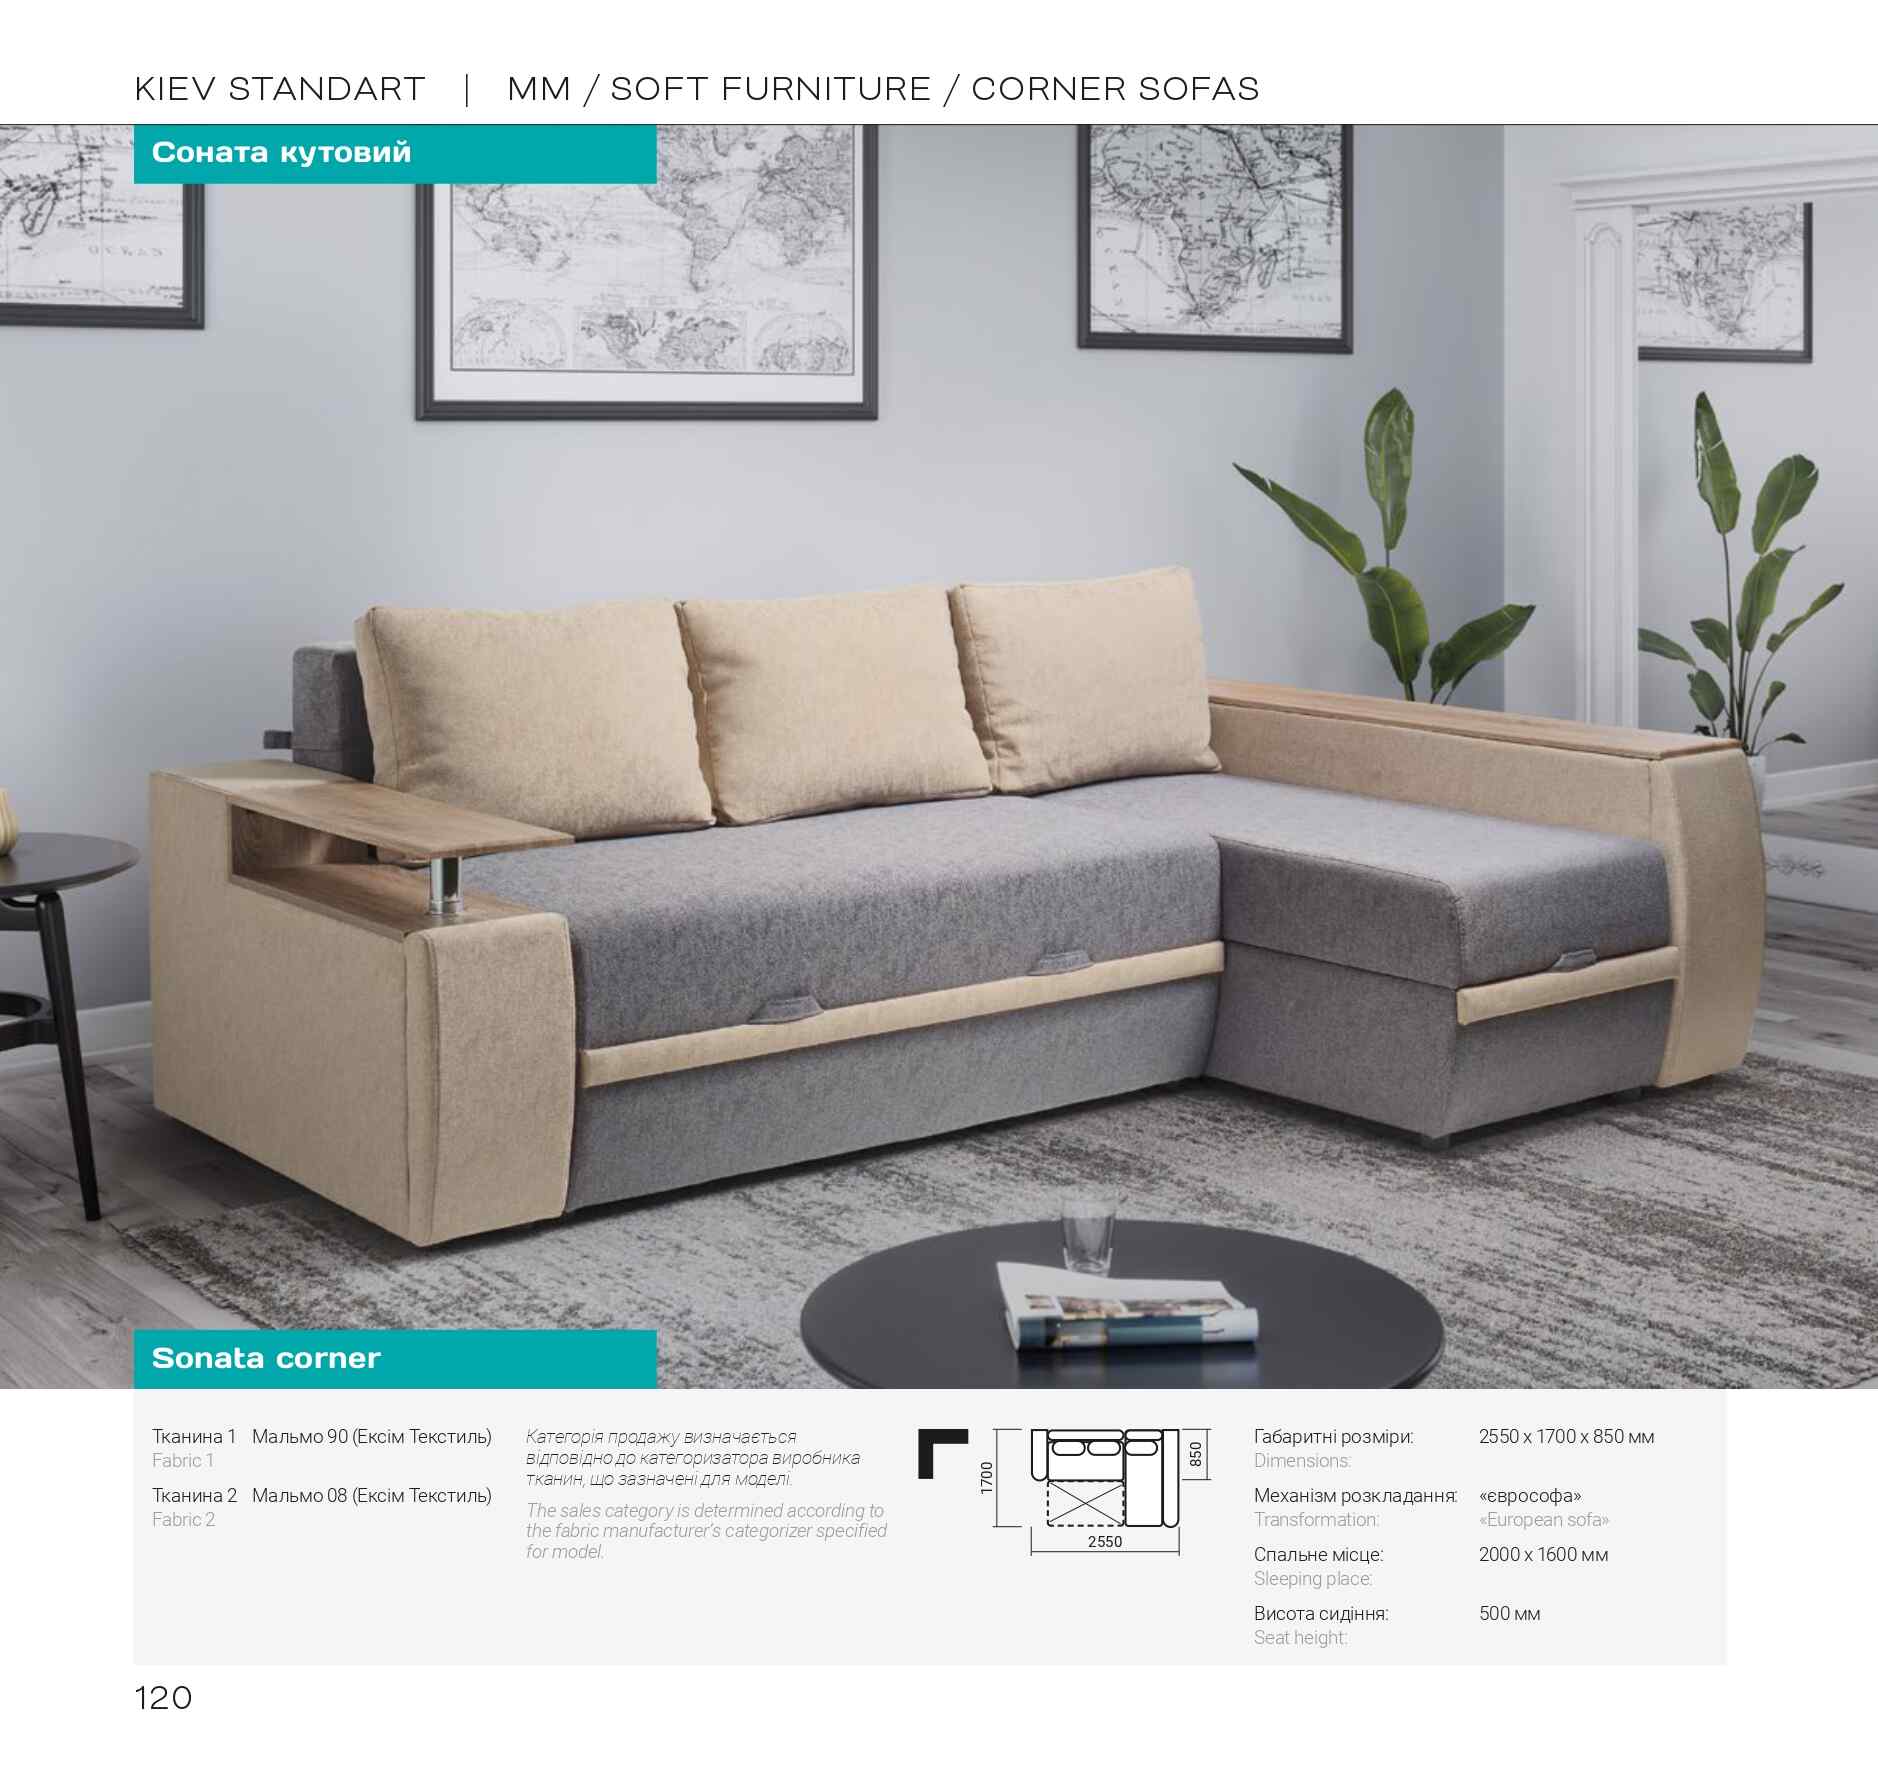 KIEV STANDART | MM / SOFT FURNITURE / CORNER SOFAS
Соната кутовий
Sonata corner
Тканина 1 Мальмо 90 (Ексім Текстиль)
Fabric 1
Тканина 2 Мальмо 08 (Ексім Текстиль)
Fabric 2
Категорія продажу визначається
відповідно до категоризатора виробника
тканин, що зазначені для моделі.
The sales category is determined according to
the fabric manufacturer’s categorizer specified
for model.
1700
850
2550
Габаритні розміри: 2550 x 1700 x 850 мм
Dimensions:
Механізм розкладання: «єврософа»
Transformation: «European sofa»
Спальне місце: 2000 x 1600 мм
Sleeping place:
Висота сидіння: 500 мм
Seat height:
120